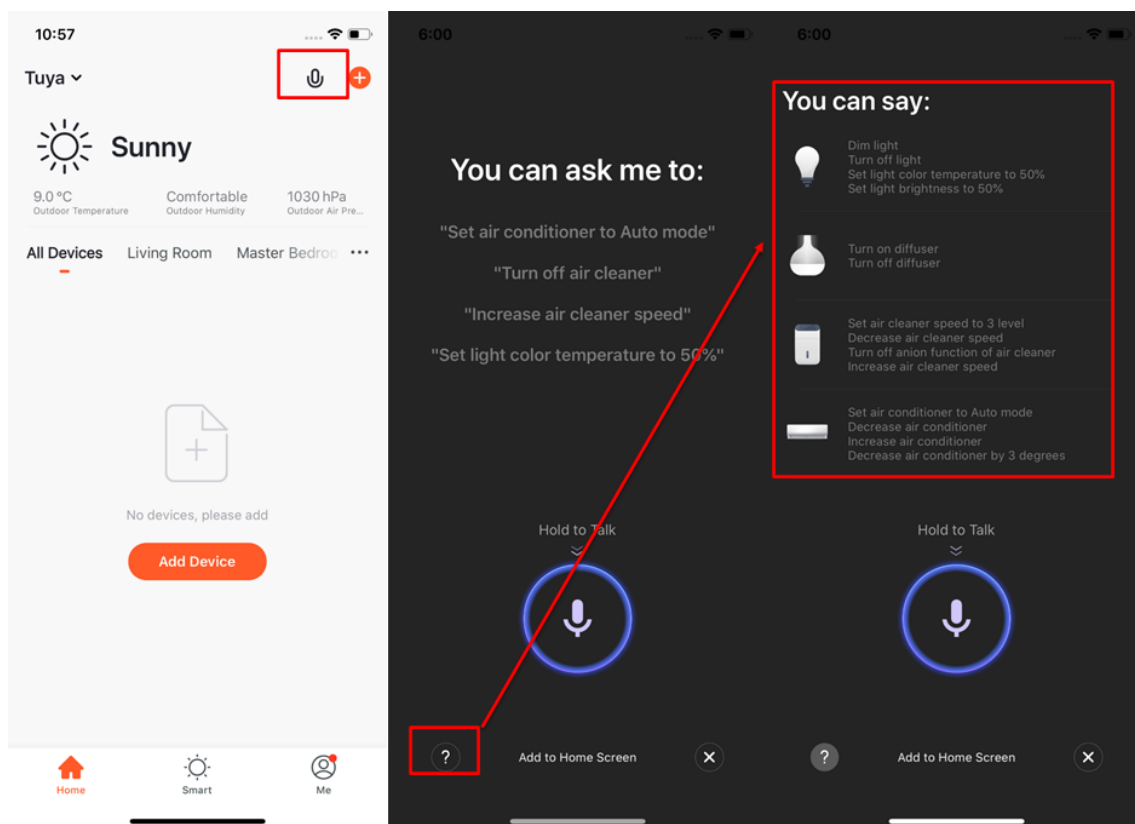 10:57
Tuya
Sunny
9.0 °C
Comfortable
1030 hPa
Outdoor Temperature
Outdoor Humidity
Outdoor Air Pre...
All Devices
Living Room
Master Bedroo
No devices, please add
Add Device
Home
Smart
Me
6:00
You can ask me to:
"Set air conditioner to Auto mode"
"Turn off air cleaner"
"Increase air cleaner speed"
"Set light color temperature to 50%"
Hold to Talk
?
Add to Home Screen
6:00
You can say:
Dim light
Turn off light
Set light color temperature to 50%
Set light brightness to 50%
Turn on diffuser
Turn off diffuser
Set air cleaner speed to 3 level
Decrease air cleaner speed
Turn off anion function of air cleaner
Increase air cleaner speed
Set air conditioner to Auto mode
Decrease air conditioner
Increase air conditioner
Decrease air conditioner by 3 degrees
Hold to Talk
?
Add to Home Screen